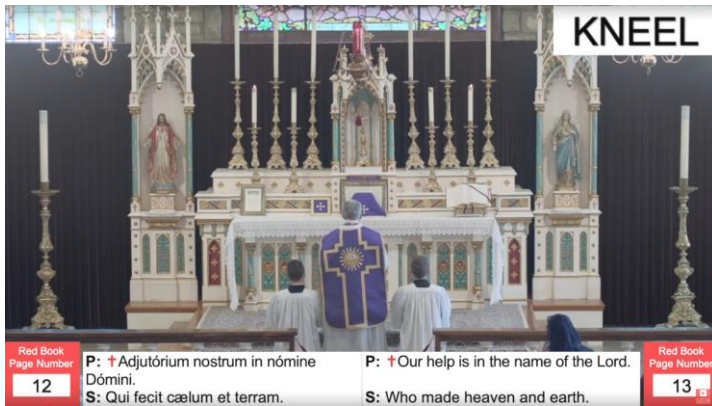 KNEEL
Red Book
Page Number
12
P: ✝Adjutórium nostrum in nómine
Dómini.
S: Qui fecit cælum et terram.
P: ✝Our help is in the name of the Lord.
S: Who made heaven and earth.
Red Book
Page Number
13